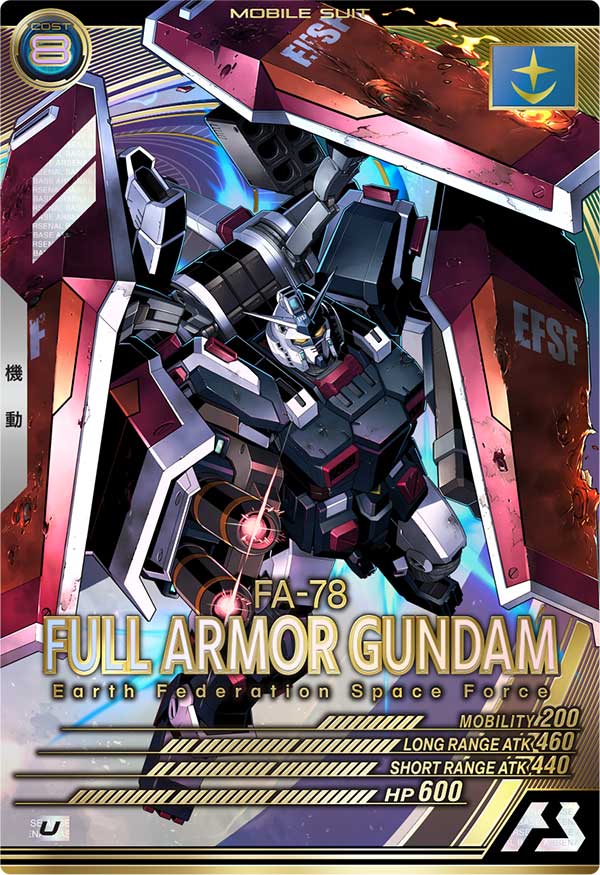 MOBILE SUIT
COST
8
EFSF
EFSF
機動
FA-78
FULL ARMOR GUNDAM
Earth Federation Space Force
MOBILITY 200
LONG RANGE ATK 460
SHORT RANGE ATK 440
HP 600
U